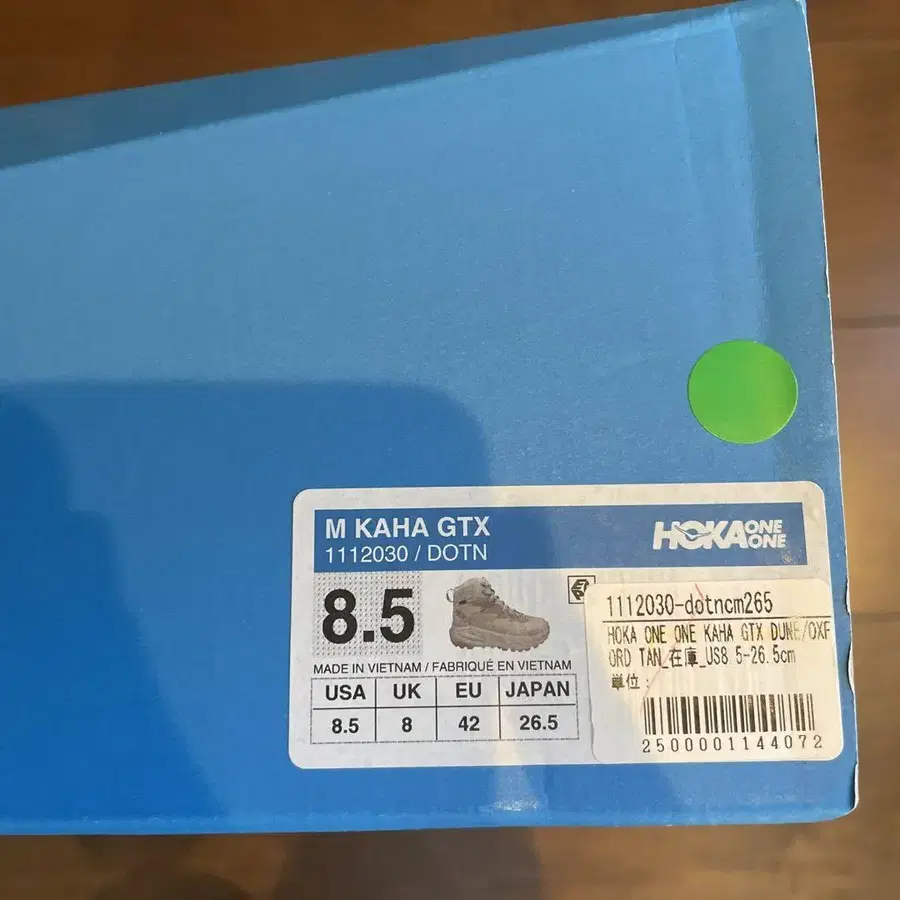 M KAHA GTX
1112030 / DOTN
HOKA ONE ONE
8.5
MADE IN VIETNAM / FABRIQUÉ EN VIETNAM
USA UK EU JAPAN
8.5 8 42 26.5
1112030-dotncm265
HOKA ONE ONE KAHA GTX DUNE/OXF
ORD TAN_在庫_US8.5-26.5cm
単位:
2500001144072